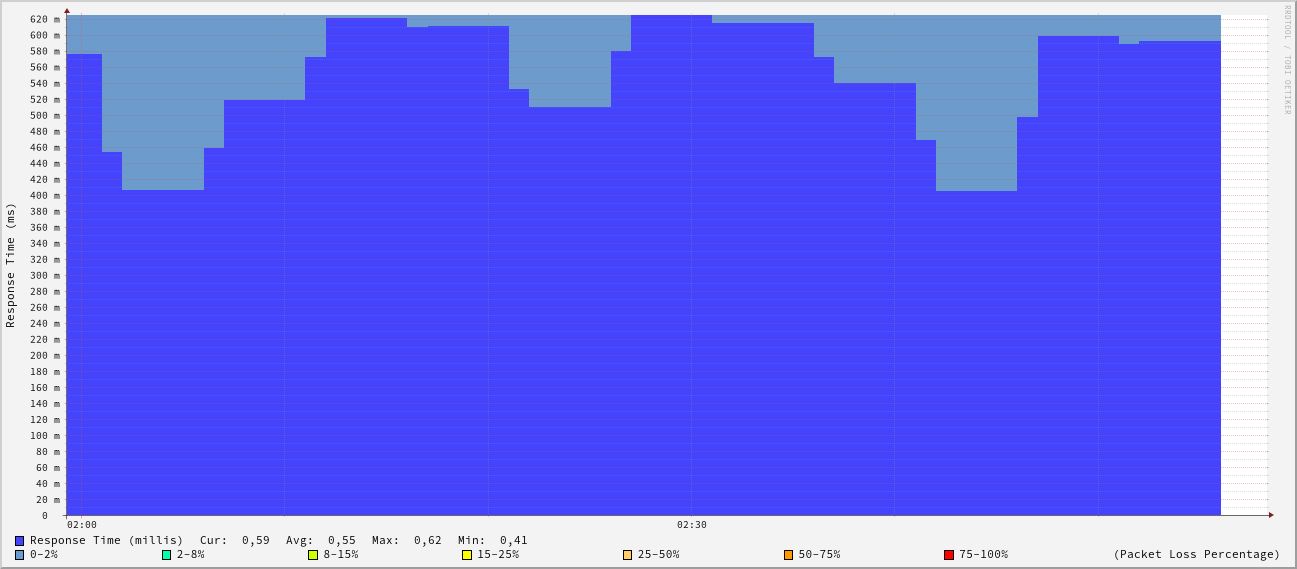 RRDTOOL / TOBI OETIKER
Response Time (ms)
620 m
600 m
580 m
560 m
540 m
520 m
500 m
480 m
460 m
440 m
420 m
400 m
380 m
360 m
340 m
320 m
300 m
280 m
260 m
240 m
220 m
200 m
180 m
160 m
140 m
120 m
100 m
80 m
60 m
40 m
20 m
0
02:00 02:30
Response Time (millis) Cur: 0,59 Avg: 0,55 Max: 0,62 Min: 0,41
0-2% 2-8% 8-15% 15-25% 25-50% 50-75% 75-100% (Packet Loss Percentage)